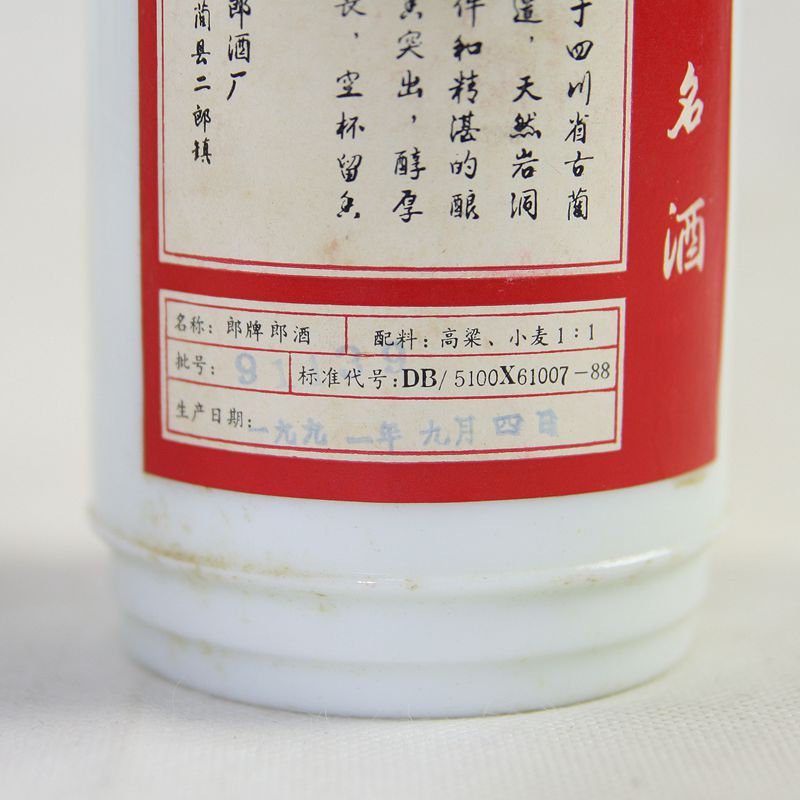 名酒
于四川省古蔺
，天然岩洞
件和精湛的酿
香突出，醇厚
长，空杯留香
郎酒厂
蔺县二郎镇
名称：郎牌郎酒 配料：高粱、小麦1：1
批号： 标准代号：DB/5100X61007-88
生产日期：一九九一年九月四日